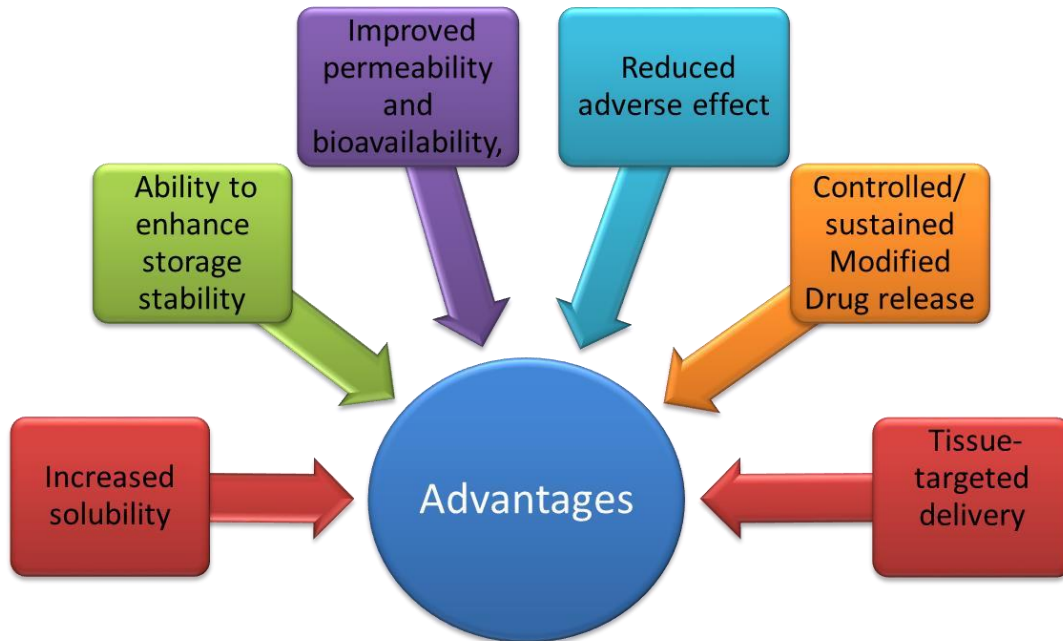 Increased
solubility
Ability to
enhance
storage
stability
Improved
permeability
and
bioavailability,
Reduced
adverse effect
Controlled/
sustained
Modified
Drug release
Tissue-
targeted
delivery
Advantages